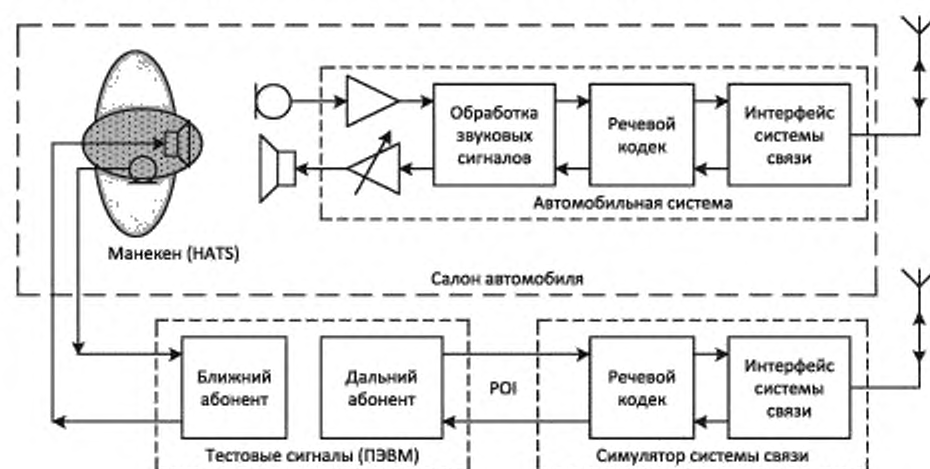 Обработка
звуковых
сигналов
Речевой
кодек
Интерфейс
системы
связи
Автомобильная система
Манекен (HATS)
Салон автомобиля
Ближний
абонент
Дальний
абонент
POI
Речевой
кодек
Интерфейс
системы
связи
Тестовые сигналы (ПЭВМ)
Симулятор системы связи